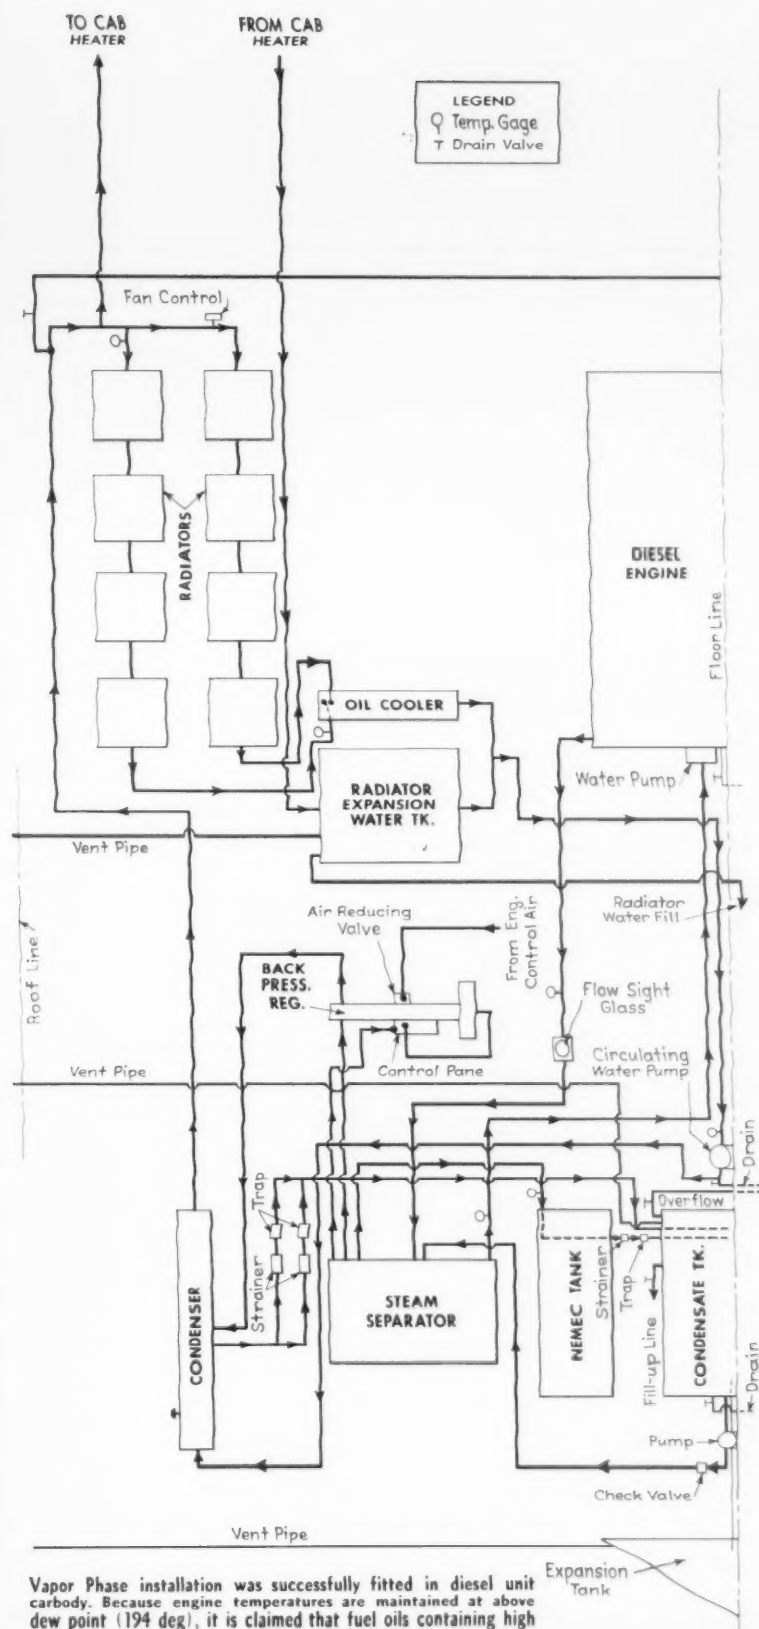 TO CAB
HEATER
FROM CAB
HEATER
LEGEND
Temp. Gage
Drain Valve
Fan Control
RADIATORS
DIESEL
ENGINE
Floor Line
OIL COOLER
Water Pump
RADIATOR
EXPANSION
WATER TK.
Vent Pipe
Radiator
Water Fill
Roof Line
Air Reducing
Valve
From Eng.
Control Air
BACK
PRESS.
REG.
Flow Sight
Glass
Control Pane
Circulating
Water Pump
Vent Pipe
Drain
Overflow
Trap
Strainer
CONDENSER
STEAM
SEPARATOR
NEMEC TANK
Strainer
Trap
Fill-up Line
CONDENSATE TK.
Drain
Pump
Check Valve
Vent Pipe
Expansion
Tank
Vapor Phase installation was successfully fitted in diesel unit
carbody. Because engine temperatures are maintained at above
dew point (194 deg), it is claimed that fuel oils containing high